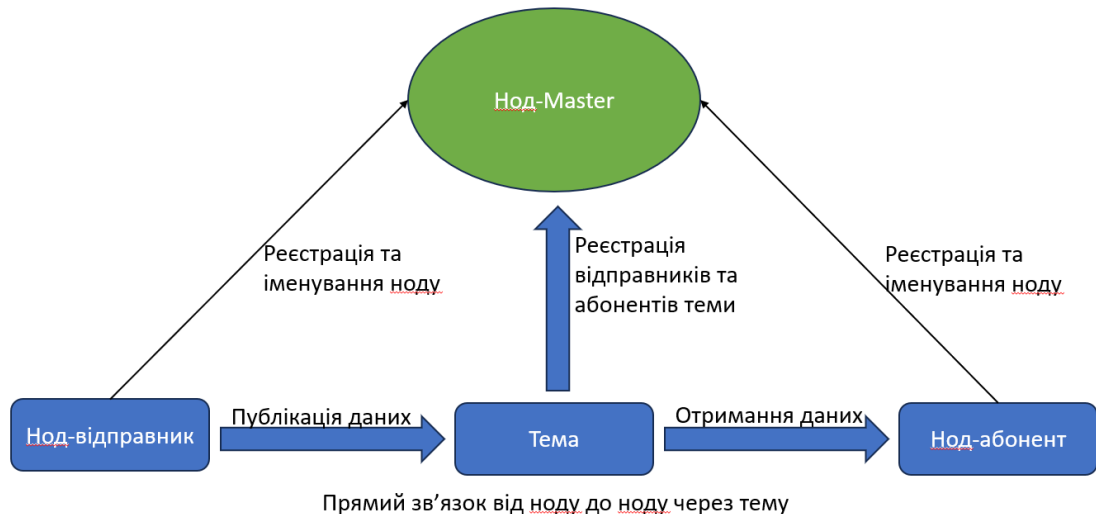 Нод-Master
Реєстрація та
іменування ноду
Реєстрація
відправників та
абонентів теми
Реєстрація та
іменування ноду
Нод-відправник
Публікація даних
Тема
Отримання даних
Нод-абонент
Прямий зв’язок від ноду до ноду через тему